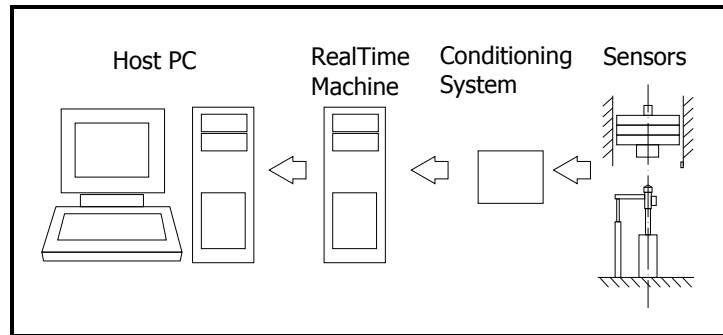 Host PC
RealTime
Machine
Conditioning
System
Sensors